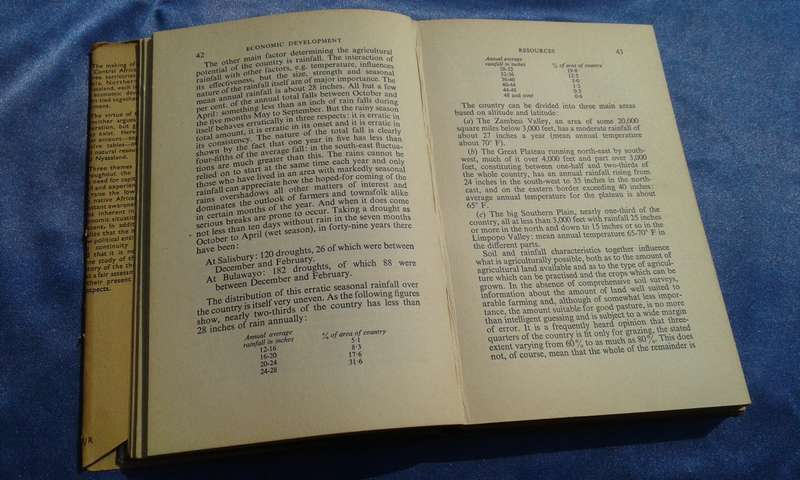 The making of
Central Africa
ree territories
42
ECONOMIC DEVELOPMENT
The other main factor determining the agricultural
potential of the country is rainfall. The interaction of
rainfall with other factors, e.g. temperature, influences
its effectiveness, but the size, strength and seasonal
nature of the rainfall itself are of major importance. The
mean annual rainfall is about 28 inches. All but a few
per cent. of the annual total falls between October and
April: something less than an inch of rain falls during
the five months May to September. But the rainy season
itself behaves erratically in three respects: it is erratic in
total amount, it is erratic in its onset and it is erratic in
its consistency. The nature of the total fall is clearly
shown by the fact that one year in five has less than
four-fifths of the average fall: in the south-east fluctua-
tions are much greater than this. The rains cannot be
relied on to start at the same time each year and only
those who have lived in an area with markedly seasonal
rainfall can appreciate how the hoped-for coming of the
rains overshadows all other matters of interest and
dominates the outlook of farmers and townsfolk alike
in certain months of the year. And when it does come
serious breaks are prone to occur. Taking a drought as
not less than ten days without rain in the seven months
October to April (wet season), in forty-nine years there
have been:
At Salisbury: 120 droughts, 26 of which were between
December and February.
At Bulawayo: 182 droughts, of which 88 were
between December and February.
The distribution of this erratic seasonal rainfall over
the country is itself very uneven. As the following figures
show, nearly two-thirds of the country has less than
28 inches of rain annually:
Annual average
rainfall in inches % of area of country
12-16 5·1
16-20 8·3
20-24 17·6
24-28 31·6
RESOURCES
43
Annual average
rainfall in inches % of area of country
28-32
32-36
36-40
40-44
44-48
48 and over
The country can be divided into three main areas
based on altitude and latitude:
(a) The Zambesi Valley, an area of some 20,000
square miles below 3,000 feet, has a moderate rainfall of
about 27 inches a year (mean annual temperature
about 70° F).
(b) The Great Plateau running north-east by south-
west, much of it over 4,000 feet and part over 5,000
feet, constituting between one-half and two-thirds of
the whole country, has an annual rainfall rising from
24 inches in the south-west to 35 inches in the north-
east, and on the eastern border exceeding 40 inches:
average annual temperature for the plateau is about
65° F.
(c) The big Southern Plain, nearly one-third of the
country, all at less than 3,000 feet with rainfall 25 inches
or more in the north and down to 15 inches or so in the
Limpopo Valley: mean annual temperature 65-70° F in
the different parts.
Soil and rainfall characteristics together influence
what is agriculturally possible, both as to the amount of
agricultural land available and as to the type of agricul-
ture which can be practised and the crops which can be
grown. In the absence of comprehensive soil surveys,
information about the amount of land well suited to
arable farming and, although of somewhat less impor-
tance, the amount suitable for good pasture, is no more
than intelligent guessing and is subject to a wide margin
of error. It is a frequently heard opinion that three-
quarters of the country is fit only for grazing, the stated
extent varying from 60% to as much as 80%. This does
not, of course, mean that the whole of the remainder is